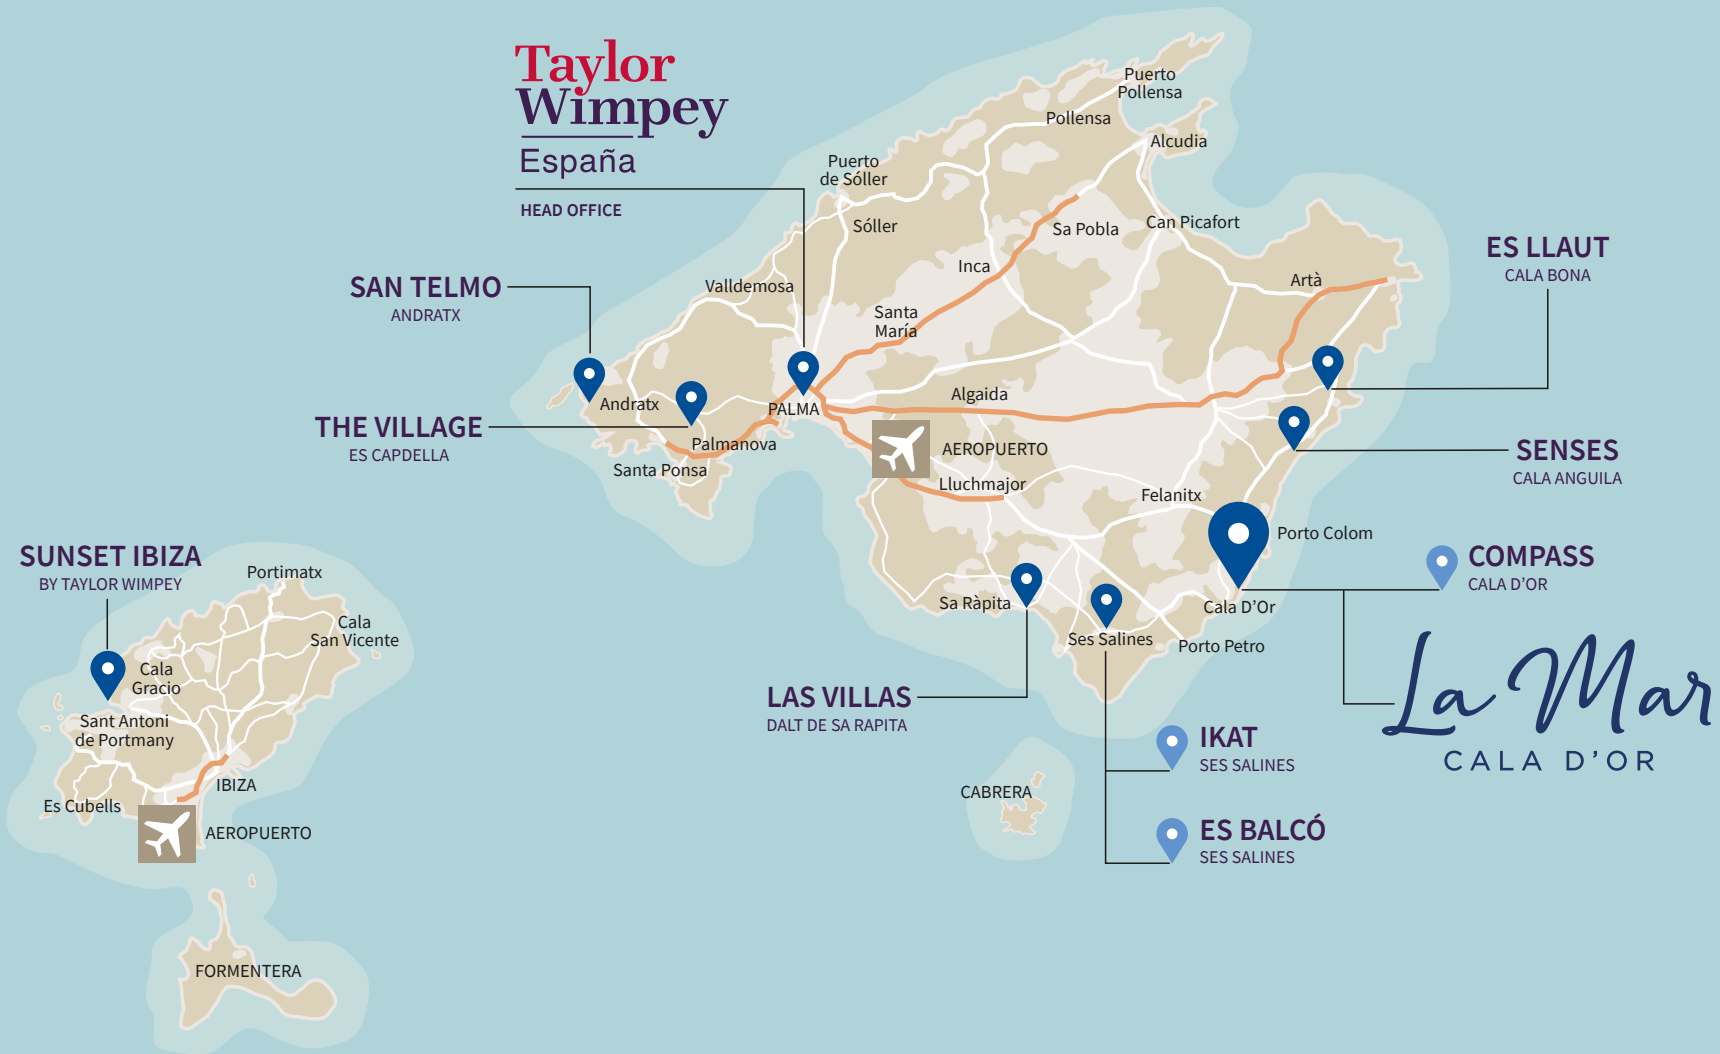 Taylor
Wimpey
España
HEAD OFFICE
Puerto
Pollensa
Pollensa
Alcudia
Puerto
de Sóller
Sóller
Can Picafort
Sa Pobla
Inca
Valldemosa
Santa
María
Artà
ES LLAUT
CALA BONA
SAN TELMO
ANDRATX
Andratx
PALMA
Algaida
THE VILLAGE
ES CAPDELLA
Palmanova
Santa Ponsa
AEROPUERTO
Lluchmajor
SENSES
CALA ANGUILA
Felanitx
Porto Colom
COMPASS
CALA D’OR
Sa Ràpita
Cala D’Or
Ses Salines
Porto Petro
La Mar
CALA D’OR
LAS VILLAS
DALT DE SA RAPITA
IKAT
SES SALINES
ES BALCÓ
SES SALINES
CABRERA
SUNSET IBIZA
BY TAYLOR WIMPEY
Portimatx
Cala
San Vicente
Cala
Gracio
Sant Antoni
de Portmany
IBIZA
Es Cubells
AEROPUERTO
FORMENTERA